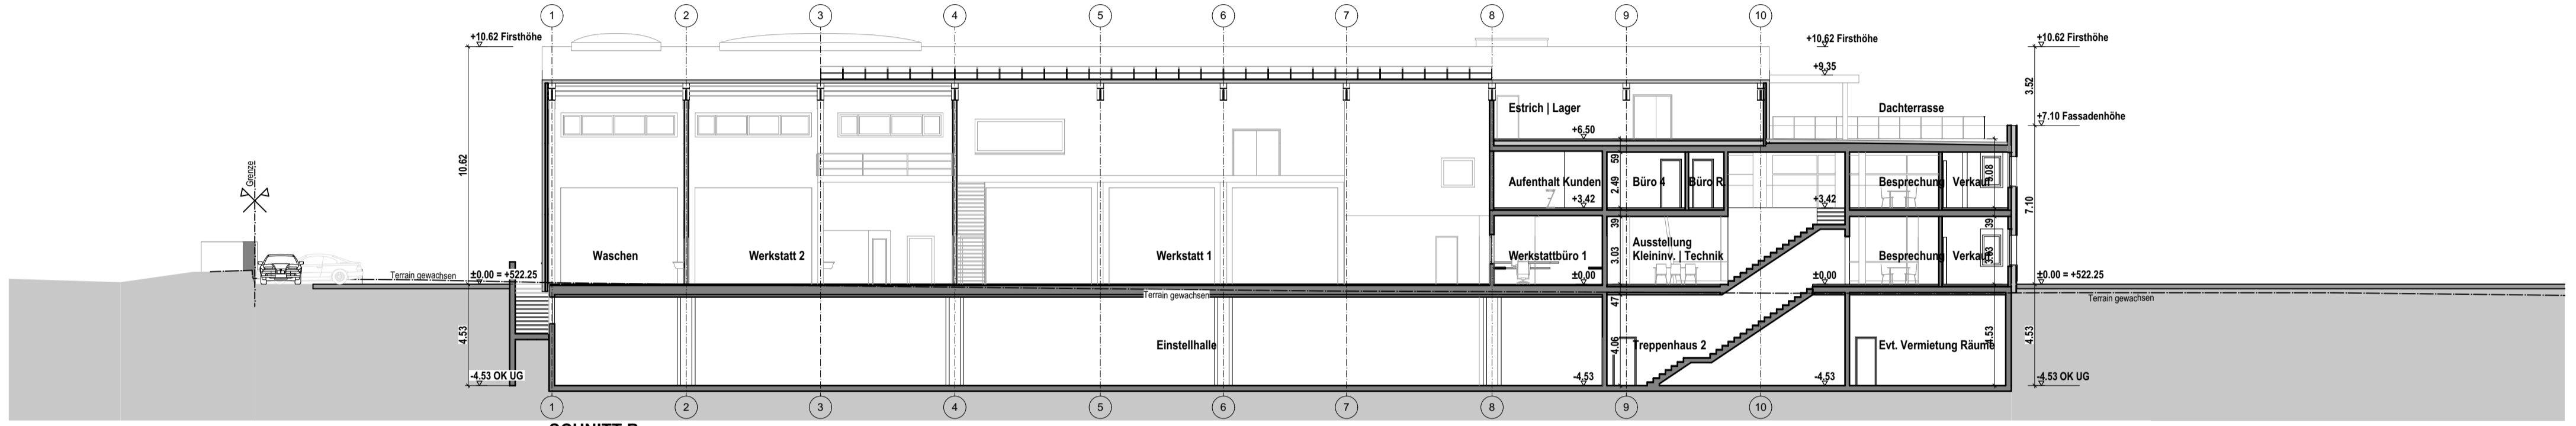 1 2 3 4 5 6 7 8 9 10
+10.62 Firsthöhe
+10.62 Firsthöhe
+10.62 Firsthöhe
+9.35
3.52
Estrich | Lager
Dachterrasse
+7.10 Fassadenhöhe
+6.50
10.62
Grenze
59
2.49
Aufenthalt Kunden
Büro 4
Büro R.
Besprechung
Verkauf
3.08
+3.42
+3.42
7.10
39
39
Waschen
Werkstatt 2
Werkstatt 1
Werkstattbüro 1
Ausstellung
Kleininv. | Technik
3.03
Besprechung
Verkauf
3.03
Terrain gewachsen
±0.00 = +522.25
±0.00
±0.00
±0.00 = +522.25
Terrain gewachsen
Terrain gewachsen
47
4.53
Einstellhalle
4.06
Treppenhaus 2
Evt. Vermietung Räume
4.53
4.53
-4.53 OK UG
-4.53
-4.53
-4.53 OK UG
1 2 3 4 5 6 7 8 9 10